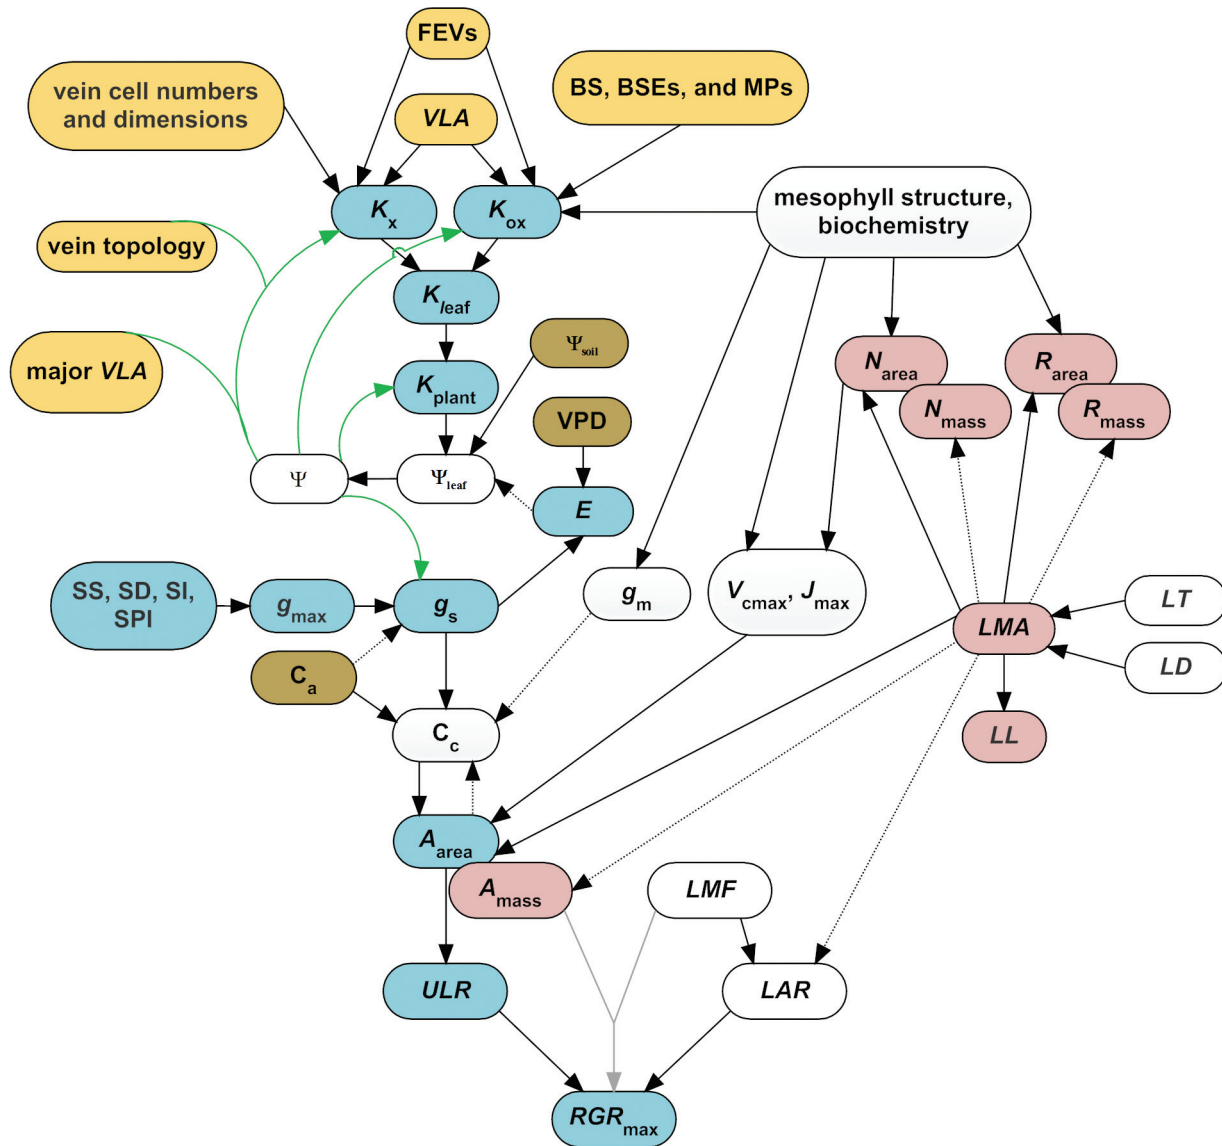 FEVs
vein cell numbers
and dimensions
BS, BSEs, and MPs
VLA
mesophyll structure,
biochemistry
Kx
Kox
vein topology
Kleaf
major VLA
Ψsoil
Kplant
Narea
Rarea
Nmass
Rmass
VPD
Ψ
Ψleaf
E
SS, SD, SI,
SPI
gmax
gs
gm
Vcmax, Jmax
LT
LMA
LD
Ca
Cc
LL
Aarea
Amass
LMF
ULR
LAR
RGRmax